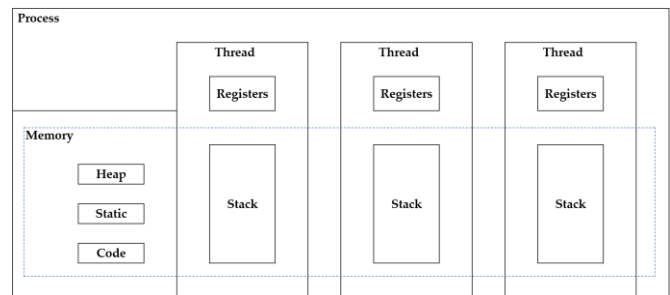 Process
Thread
Thread
Thread
Registers
Registers
Registers
Memory
Heap
Static
Code
Stack
Stack
Stack